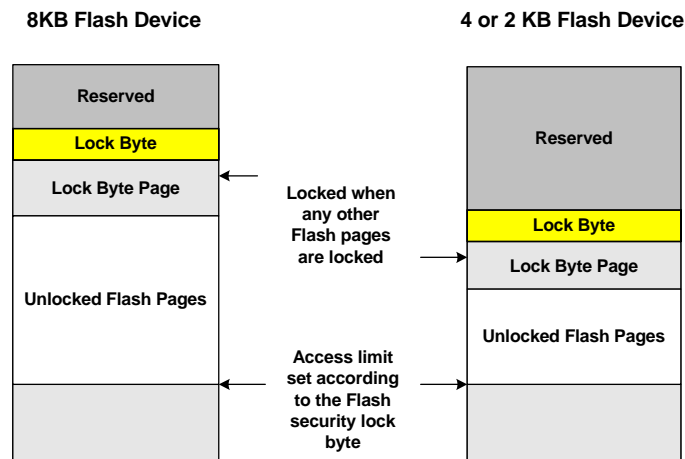 8KB Flash Device
Reserved
Lock Byte
Lock Byte Page
Unlocked Flash Pages
Locked when
any other
Flash pages
are locked
Access limit
set according
to the Flash
security lock
byte
4 or 2 KB Flash Device
Reserved
Lock Byte
Lock Byte Page
Unlocked Flash Pages